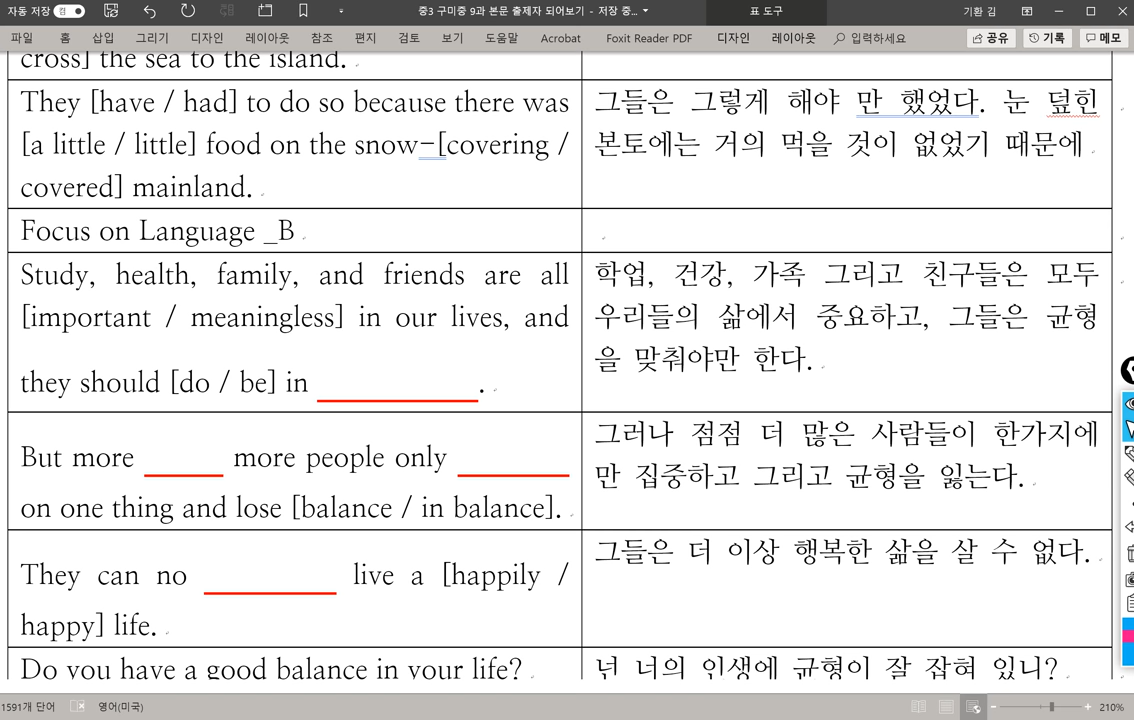 자동 저장 켬 중3 구미중 9과 본문 출제자 되어보기 - 저장 중... 표 도구 기환 김
파일 홈 삽입 그리기 디자인 레이아웃 참조 편지 검토 보기 도움말 Acrobat Foxit Reader PDF 디자인 레이아웃 입력하세요 공유 기록 메모
cross] the sea to the island.
They [have / had] to do so because there was
[a little / little] food on the snow-[covering /
covered] mainland.
그들은 그렇게 해야 만 했었다. 눈 덮힌
본토에는 거의 먹을 것이 없었기 때문에
Focus on Language _B
Study, health, family, and friends are all
[important / meaningless] in our lives, and
they should [do / be] in ________.
학업, 건강, 가족 그리고 친구들은 모두
우리들의 삶에서 중요하고, 그들은 균형
을 맞춰야만 한다.
But more ____ more people only ______
on one thing and lose [balance / in balance].
그러나 점점 더 많은 사람들이 한가지에
만 집중하고 그리고 균형을 잃는다.
They can no ______ live a [happily /
happy] life.
그들은 더 이상 행복한 삶을 살 수 없다.
Do you have a good balance in your life?
넌 너의 인생에 균형이 잘 잡혀 있니?
1591개 단어 영어(미국) 210%